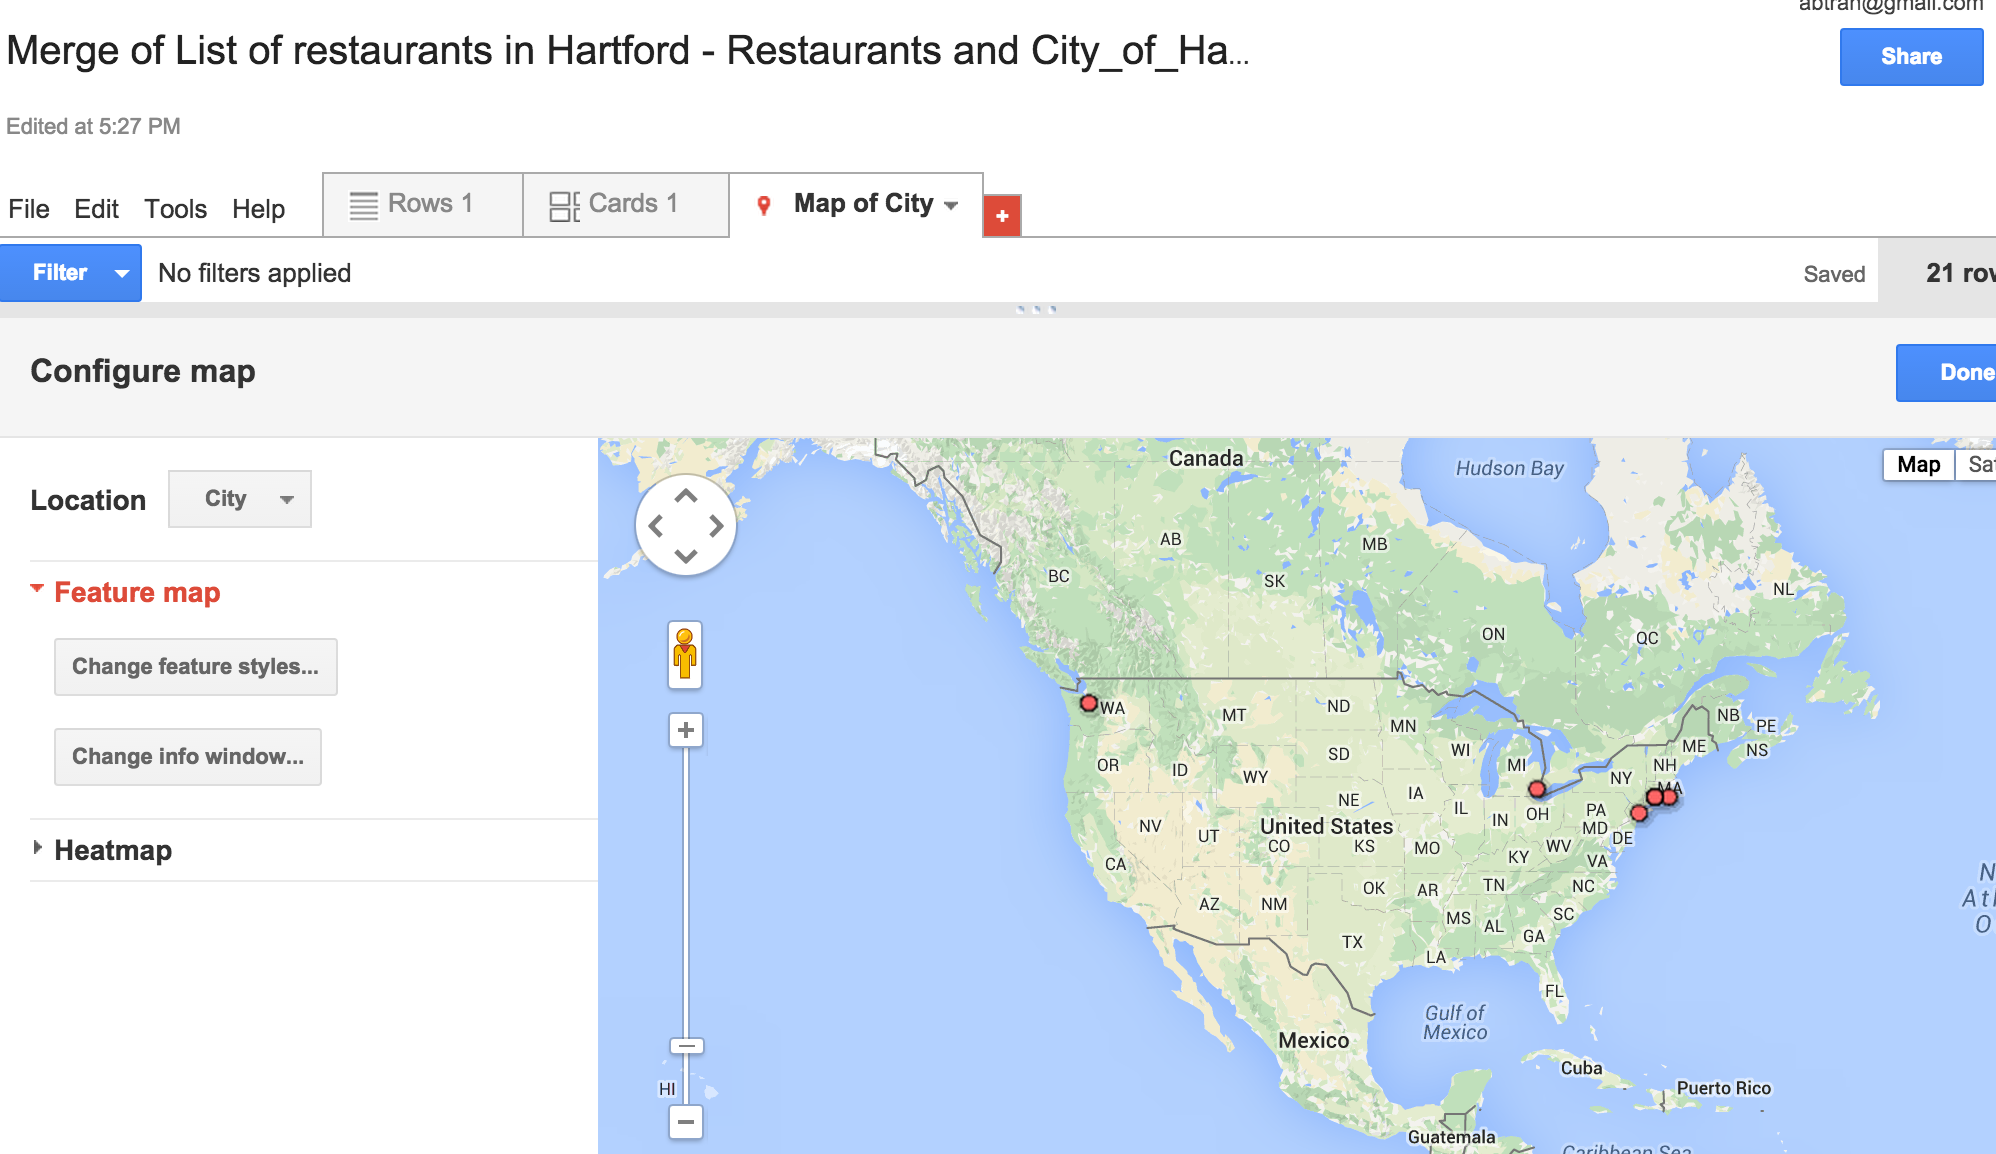 abtran@gmail.com
Merge of List of restaurants in Hartford - Restaurants and City_of_Ha...
Share
Edited at 5:27 PM
File Edit Tools Help Rows 1 Cards 1 Map of City +
Filter No filters applied Saved 21 rov
Configure map
Done
Location City
Feature map
Change feature styles...
Change info window...
Heatmap
Map Sat
Canada
Hudson Bay
AB
MB
BC
SK
NL
ON
QC
WA
MT
ND
MN
NB
PE
OR
ID
WY
SD
WI
MI
ME
NS
NH
NY
MA
NE
IA
IL
IN
OH
PA
MD
DE
NV
UT
United States
CO
KS
MO
KY
WV
VA
CA
AZ
NM
OK
AR
TN
NC
MS
AL
SC
GA
TX
LA
FL
N
Atl
O
Gulf of
Mexico
Mexico
HI
Cuba
Puerto Rico
Guatemala
Caribbean Sea